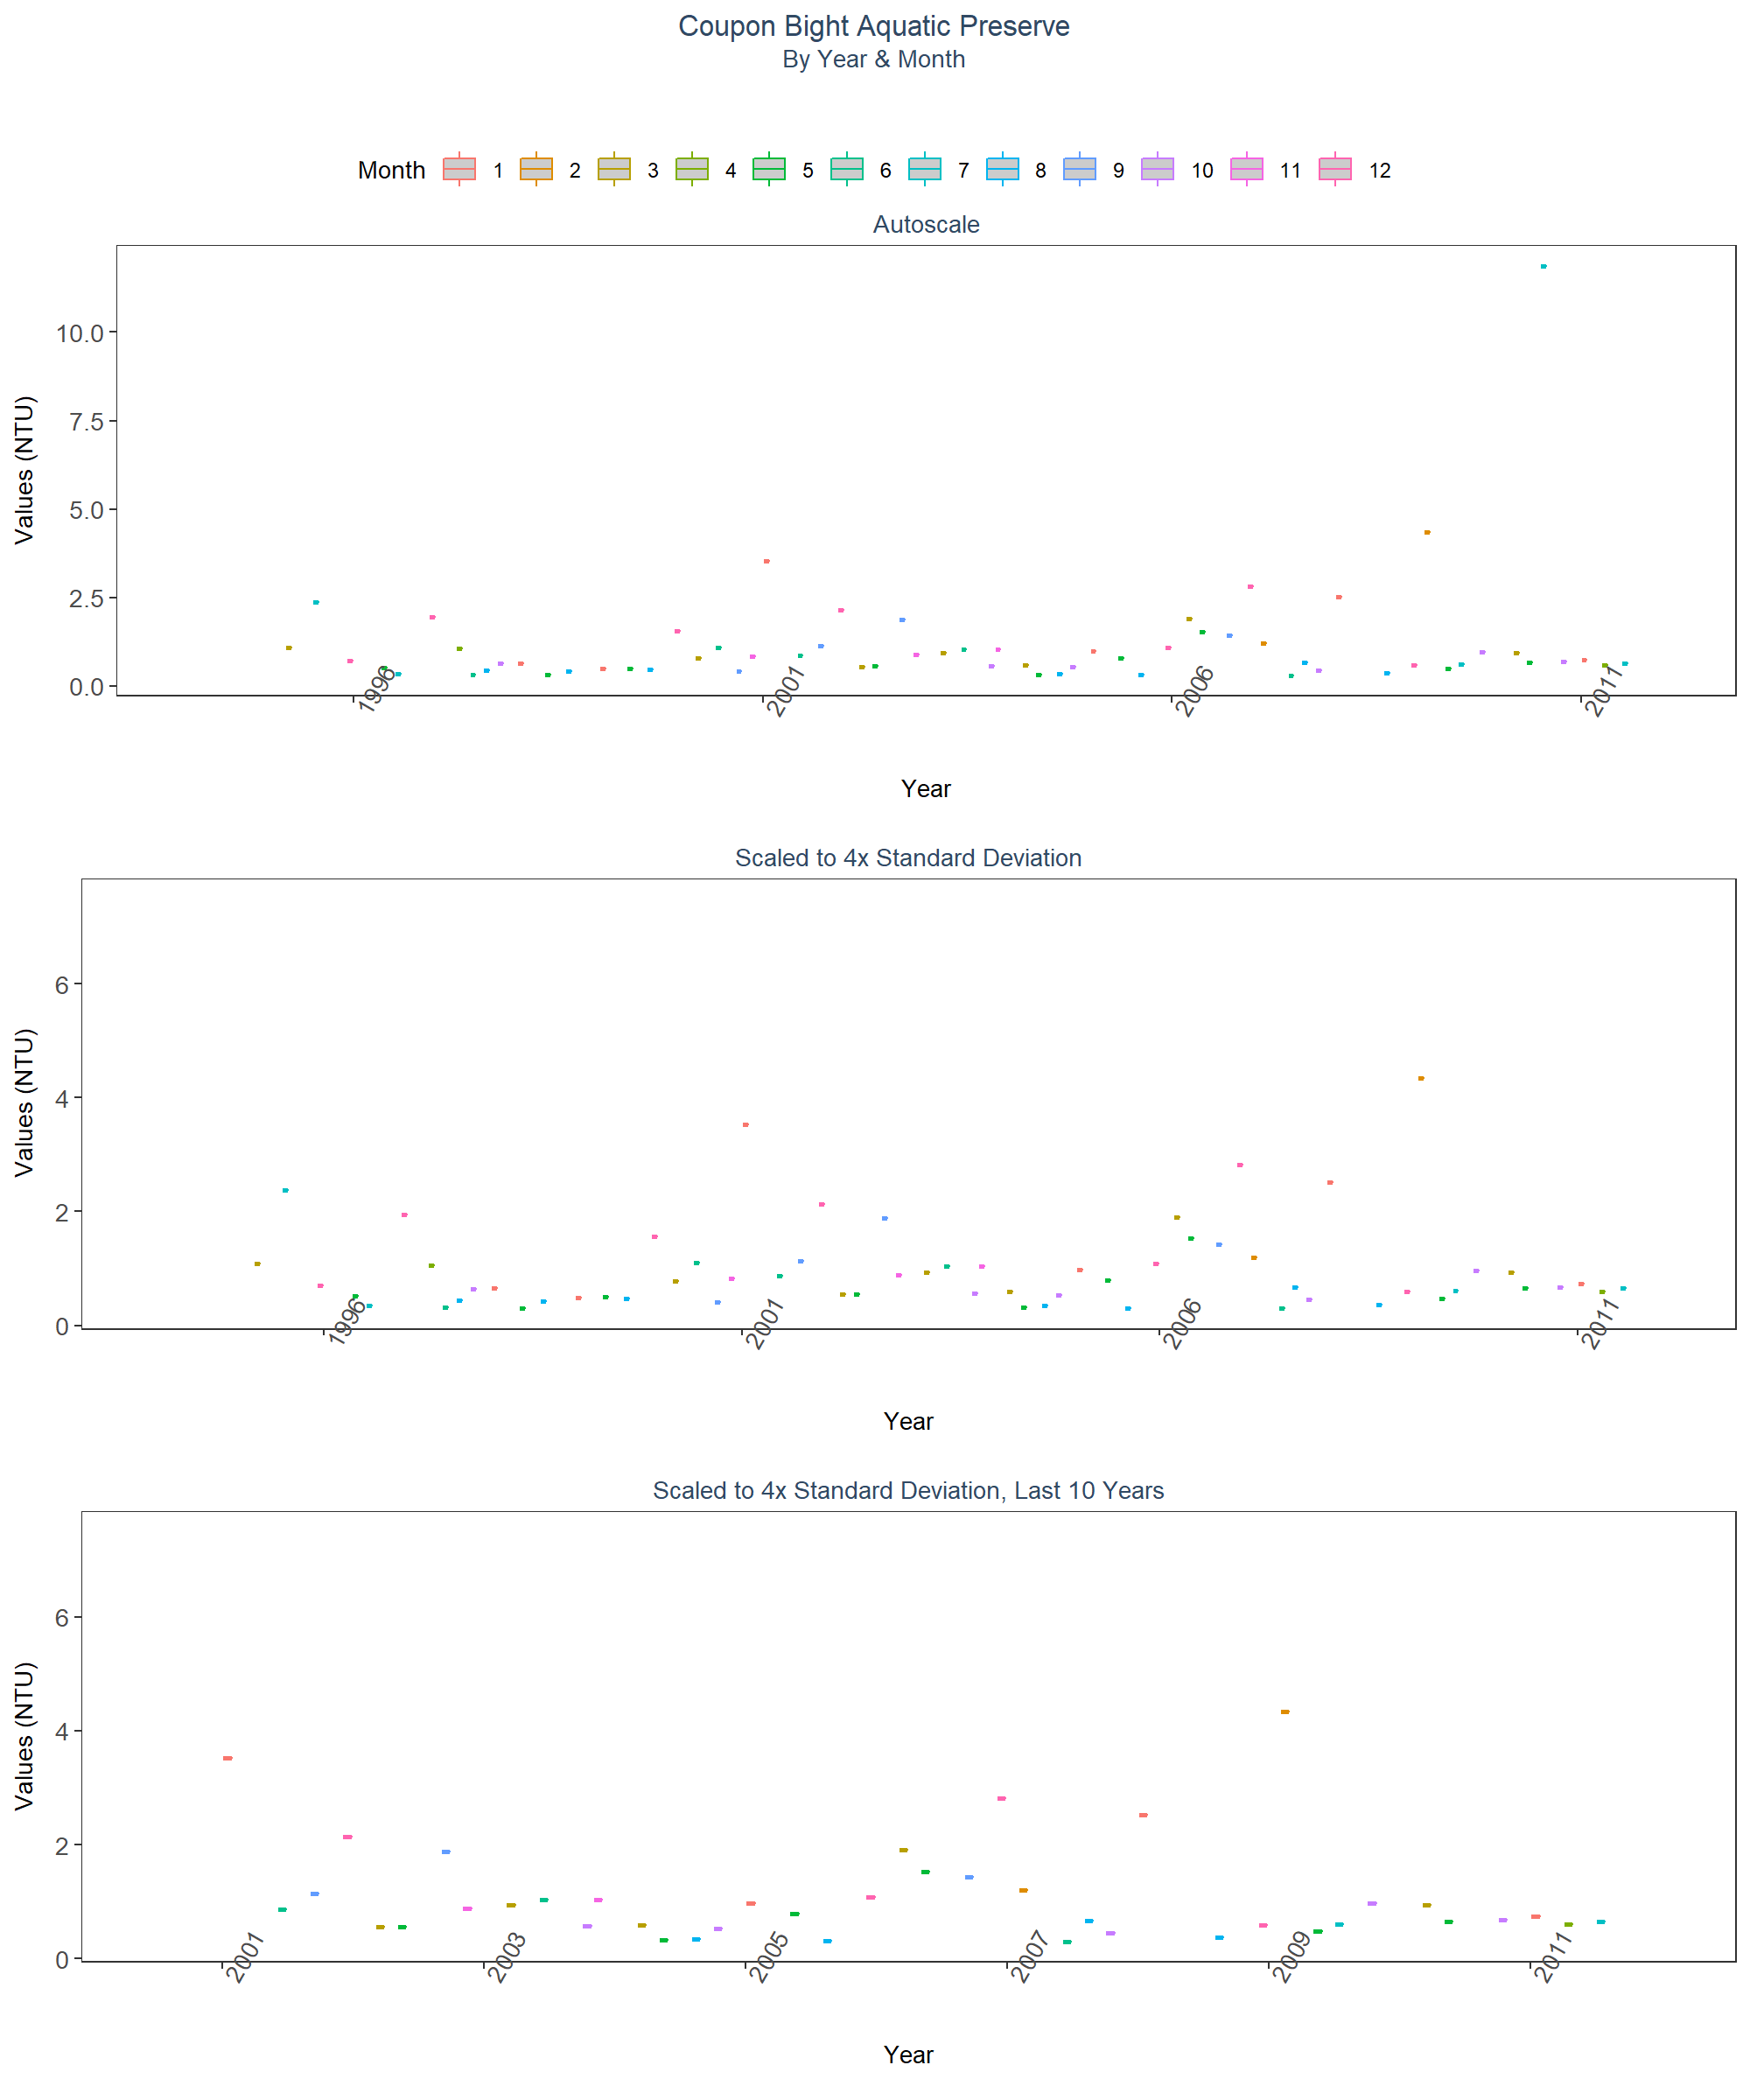 Coupon Bight Aquatic Preserve
By Year & Month
Month 1 2 3 4 5 6 7 8 9 10 11 12
Autoscale
Values (NTU)
10.0
7.5
5.0
2.5
0.0
1996 2001 2006 2011
Year
Scaled to 4x Standard Deviation
Values (NTU)
6
4
2
0
1996 2001 2006 2011
Year
Scaled to 4x Standard Deviation, Last 10 Years
Values (NTU)
6
4
2
0
2001 2003 2005 2007 2009 2011
Year